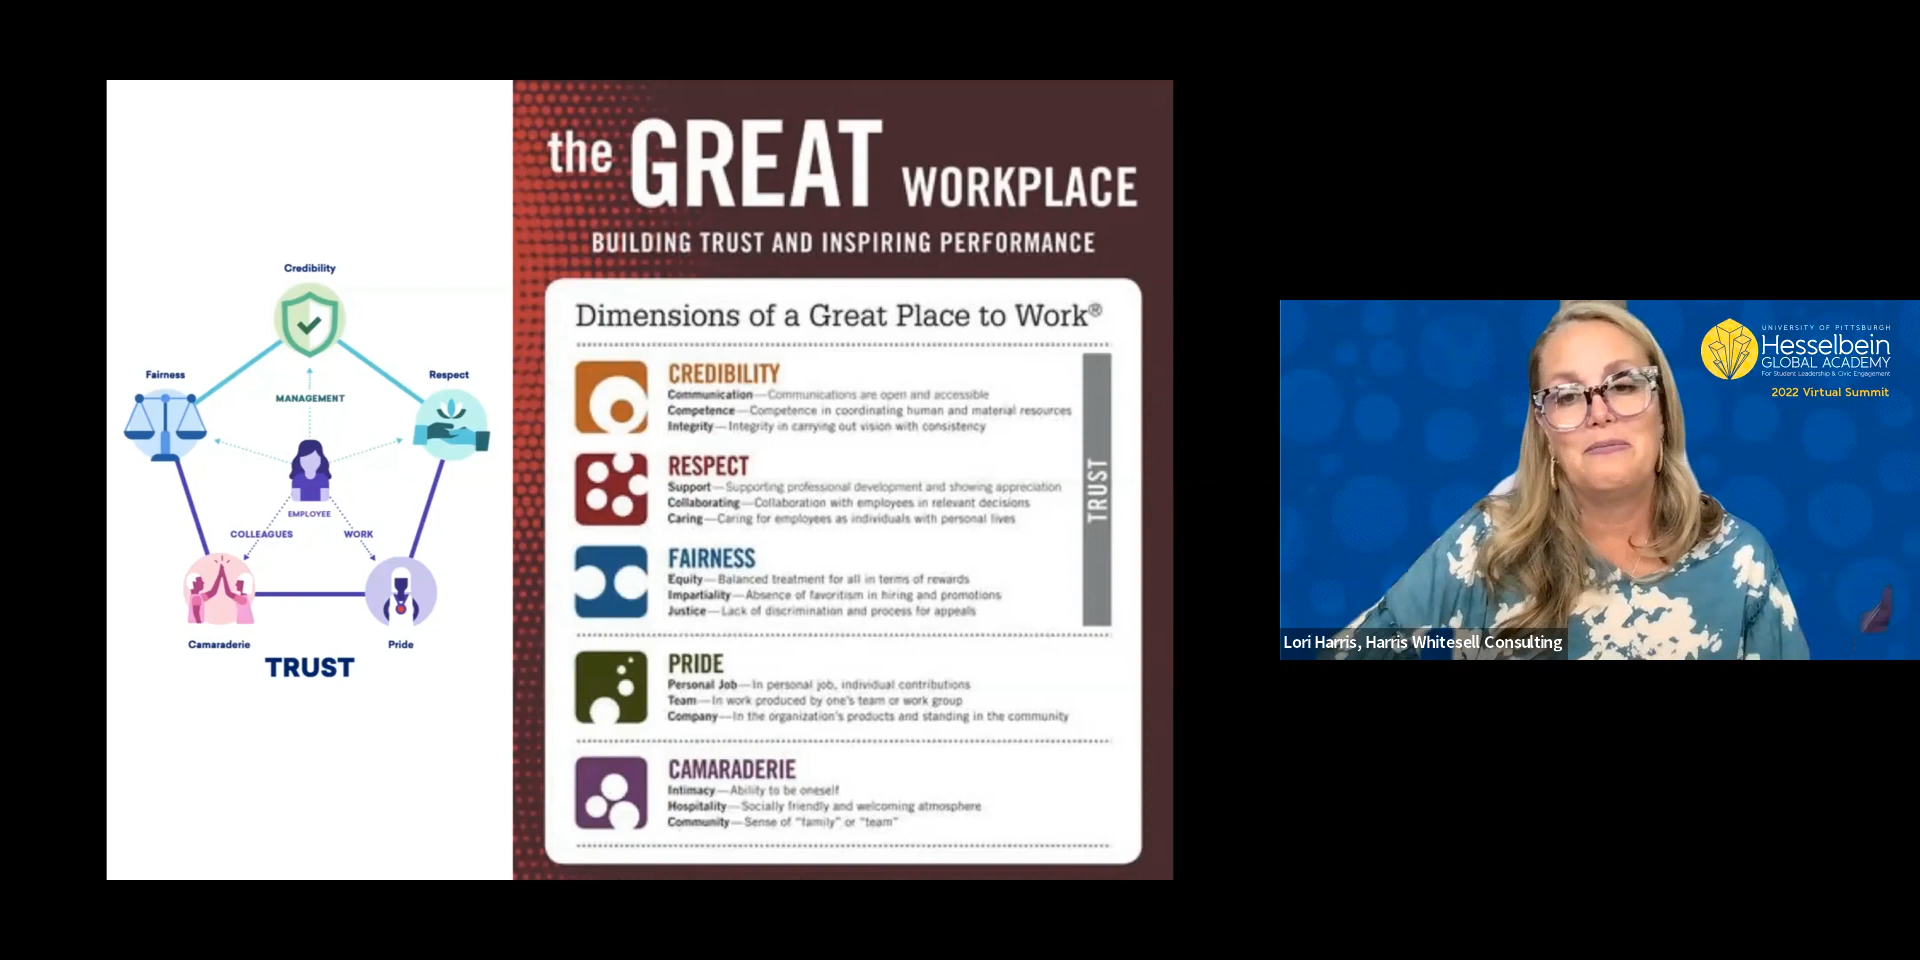 Credibility
Fairness
Respect
MANAGEMENT
EMPLOYEE
COLLEAGUES
WORK
Camaraderie
Pride
TRUST
the GREAT WORKPLACE
BUILDING TRUST AND INSPIRING PERFORMANCE
Dimensions of a Great Place to Work®
CREDIBILITY
Communication—Communications are open and accessible
Competence—Competence in coordinating human and material resources
Integrity—Integrity in carrying out vision with consistency
RESPECT
Support—Supporting professional development and showing appreciation
Collaborating—Collaboration with employees in relevant decisions
Caring—Caring for employees as individuals with personal lives
FAIRNESS
Equity—Balanced treatment for all in terms of rewards
Impartiality—Absence of favoritism in hiring and promotions
Justice—Lack of discrimination and process for appeals
TRUST
PRIDE
Personal Job—In personal job, individual contributions
Team—In work produced by one's team or work group
Company—In the organization's products and standing in the community
CAMARADERIE
Intimacy—Ability to be oneself
Hospitality—Socially friendly and welcoming atmosphere
Community—Sense of "family" or "team"
UNIVERSITY OF PITTSBURGH
Hesselbein
GLOBAL ACADEMY
For Student Leadership & Civic Engagement
2022 Virtual Summit
Lori Harris, Harris Whitesell Consulting